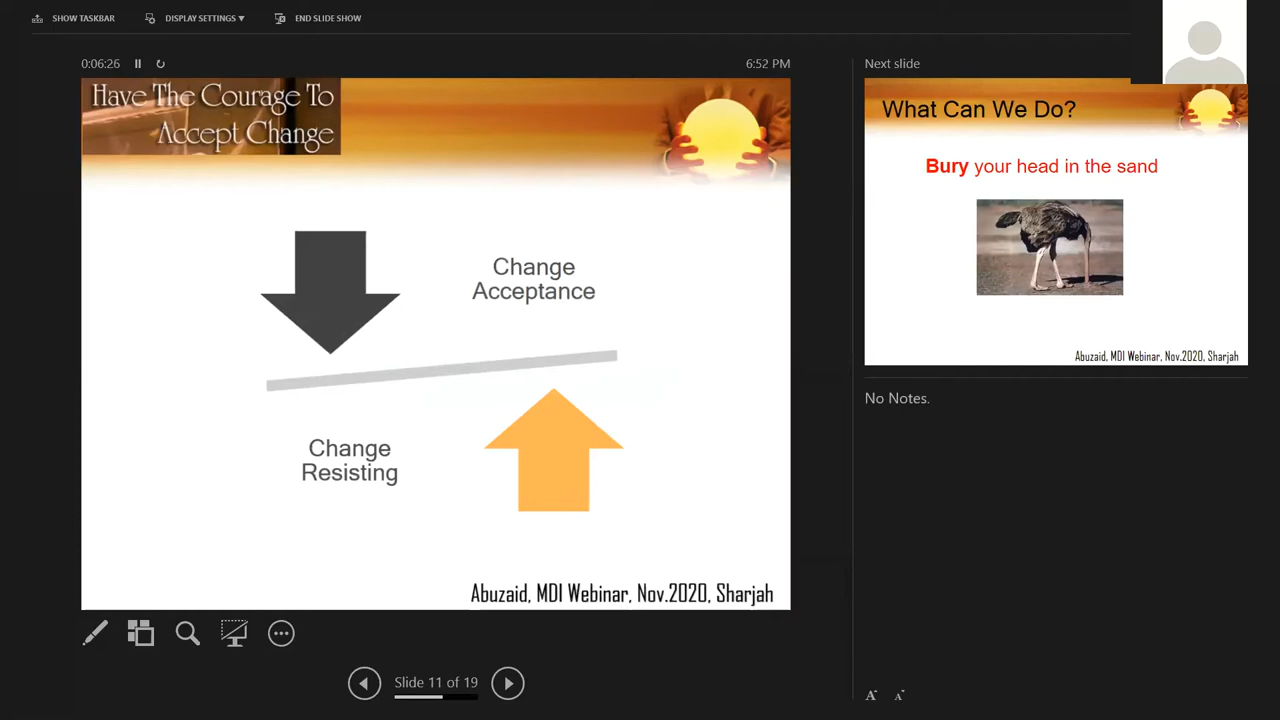 SHOW TASKBAR
DISPLAY SETTINGS ▼
END SLIDE SHOW
0:06:26
6:52 PM
Have The Courage To
Accept Change
Change
Acceptance
Change
Resisting
Abuzaid, MDI Webinar, Nov.2020, Sharjah
Slide 11 of 19
Next slide
What Can We Do?
Bury your head in the sand
Abuzaid, MDI Webinar, Nov.2020, Sharjah
No Notes.
A A